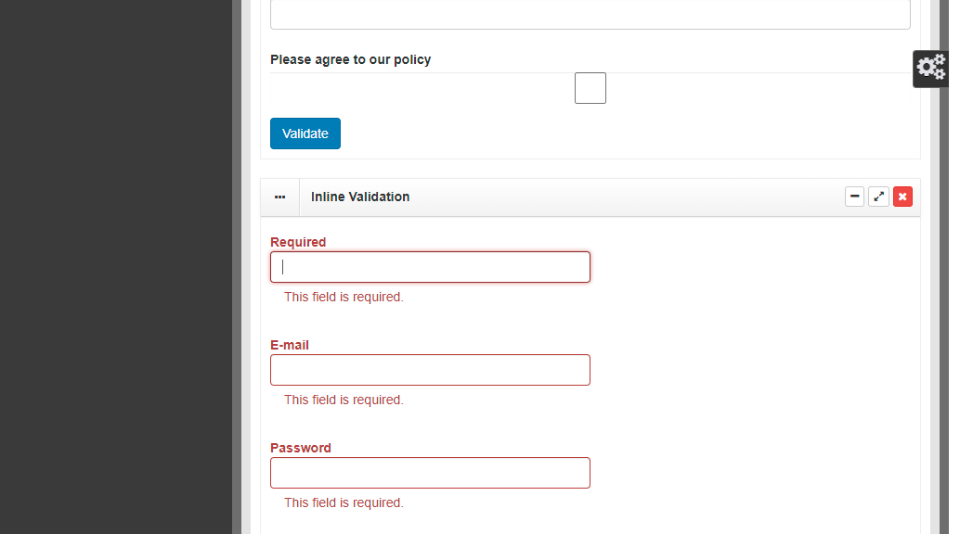 Please agree to our policy
Validate
Inline Validation
Required
This field is required.
E-mail
This field is required.
Password
This field is required.